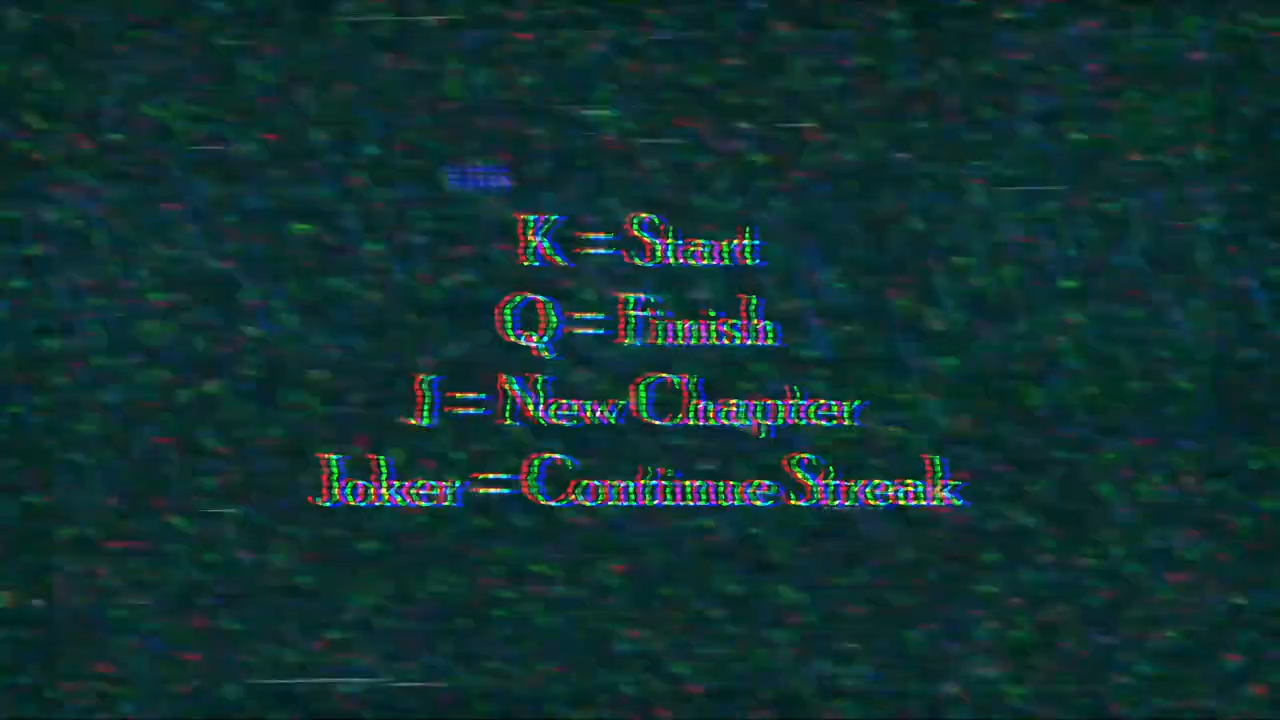 K = Start
Q = Finish
J = New Chapter
Joker = Continue Streak